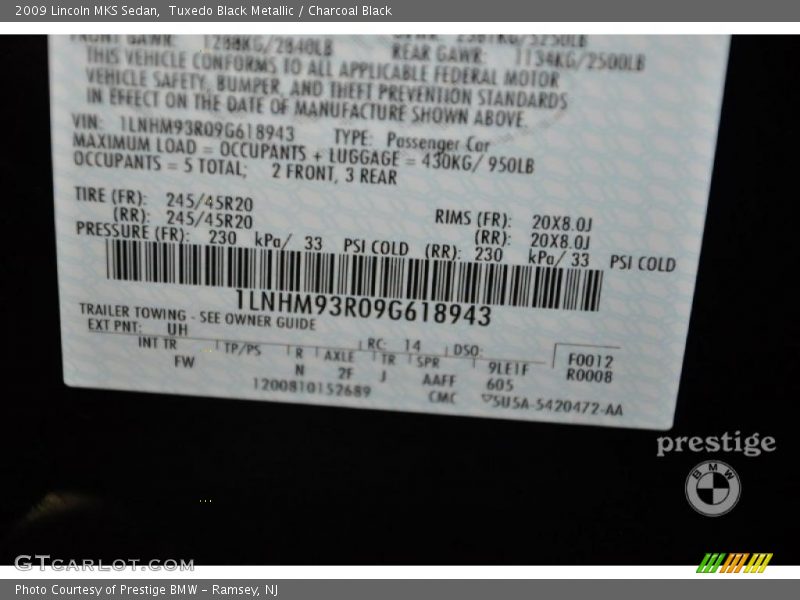 2009 Lincoln MKS Sedan, Tuxedo Black Metallic / Charcoal Black
1288KG/2840LB
REAR GAWR: 1134KG/2500LB
THIS VEHICLE CONFORMS TO ALL APPLICABLE FEDERAL MOTOR
VEHICLE SAFETY, BUMPER, AND THEFT PREVENTION STANDARDS
IN EFFECT ON THE DATE OF MANUFACTURE SHOWN ABOVE.
VIN: 1LNHM93R09G618943 TYPE: Passenger Car
MAXIMUM LOAD = OCCUPANTS + LUGGAGE = 430KG/ 950LB
OCCUPANTS = 5 TOTAL; 2 FRONT, 3 REAR
TIRE (FR): 245/45R20 RIMS (FR): 20X8.0J
(RR): 245/45R20 (RR): 20X8.0J
PRESSURE (FR): 230 kPa/ 33 PSI COLD (RR): 230 kPa/ 33 PSI COLD
1LNHM93R09G618943
TRAILER TOWING - SEE OWNER GUIDE
EXT PNT: UH RC: 14 DSO: F0012
INT TR TP/PS R AXLE TR SPR 9LE1F R0008
FW N 2F J AAFF 605
1200810152689 CMC 5U5A-5420472-AA
prestige
BMW
GTCARLOT.COM
Photo Courtesy of Prestige BMW - Ramsey, NJ